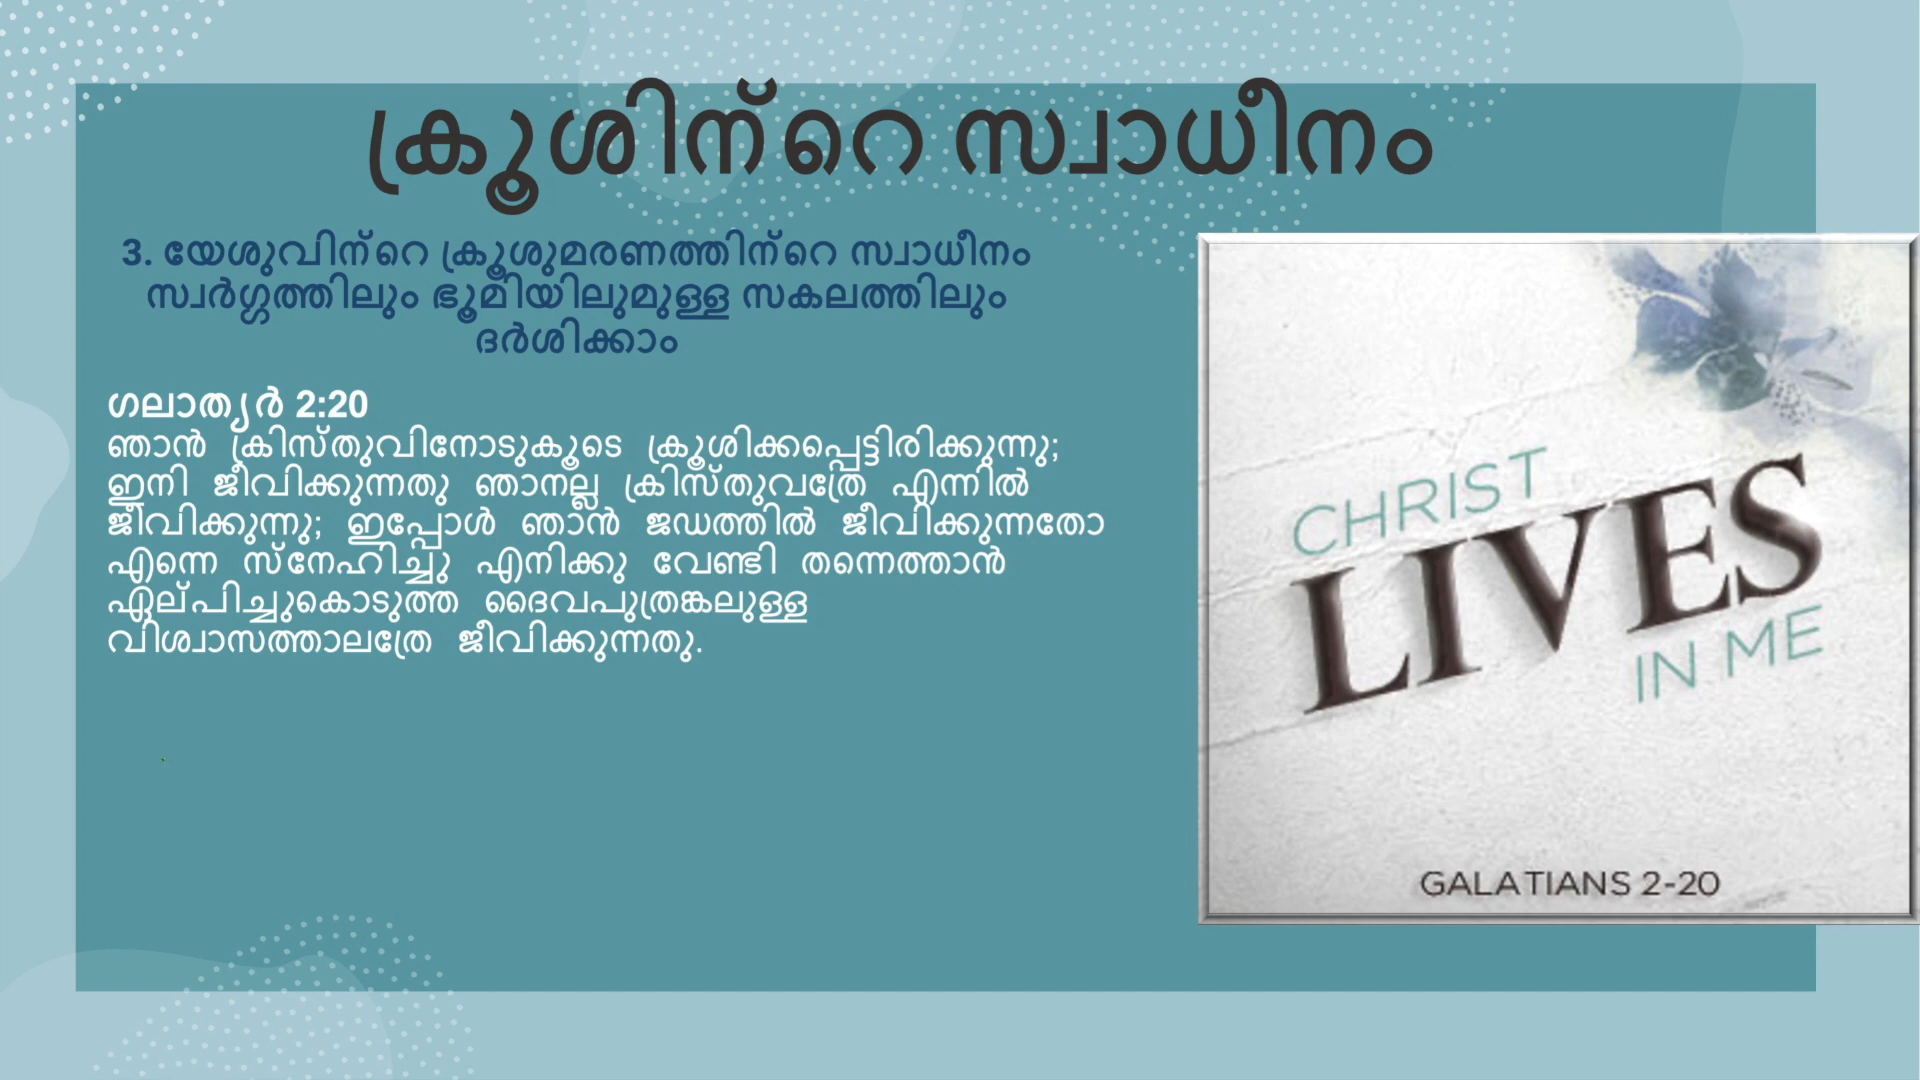 ക്രൂശിന്റെ സ്വാധീനം
3. യേശുവിന്റെ ക്രൂശുമരണത്തിന്റെ സ്വാധീനം
സ്വർഗ്ഗത്തിലും ഭൂമിയിലുമുള്ള സകലത്തിലും
ദർശിക്കാം
ഗലാത്യർ 2:20
ഞാൻ ക്രിസ്തുവിനോടുകൂടെ ക്രൂശിക്കപ്പെട്ടിരിക്കുന്നു;
ഇനി ജീവിക്കുന്നതു ഞാനല്ല ക്രിസ്തുവത്രേ എന്നിൽ
ജീവിക്കുന്നു; ഇപ്പോൾ ഞാൻ ജഡത്തിൽ ജീവിക്കുന്നതോ
എന്നെ സ്നേഹിച്ചു എനിക്കു വേണ്ടി തന്നെത്താൻ
ഏല്പിച്ചുകൊടുത്ത ദൈവപുത്രങ്കലുള്ള
വിശ്വാസത്താലത്രേ ജീവിക്കുന്നതു.
CHRIST
LIVES
IN ME
GALATIANS 2-20